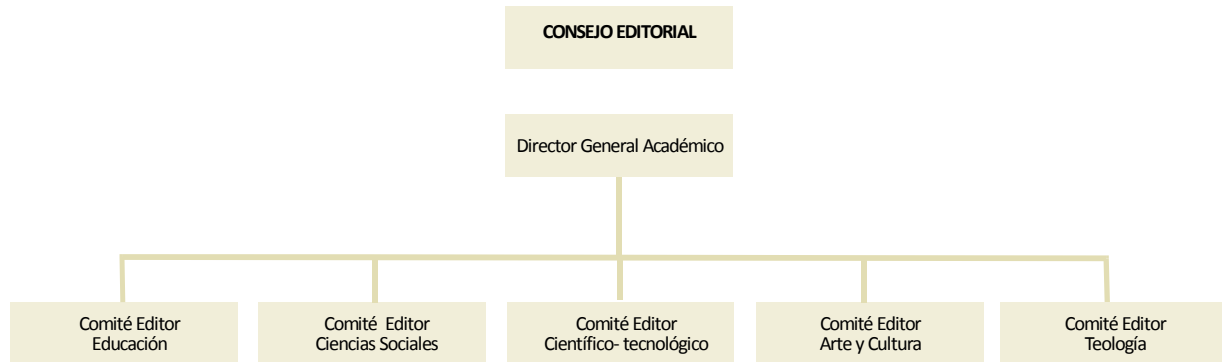 CONSEJO EDITORIAL
Director General Académico
Comité Editor
Educación
Comité Editor
Ciencias Sociales
Comité Editor
Científico- tecnológico
Comité Editor
Arte y Cultura
Comité Editor
Teología